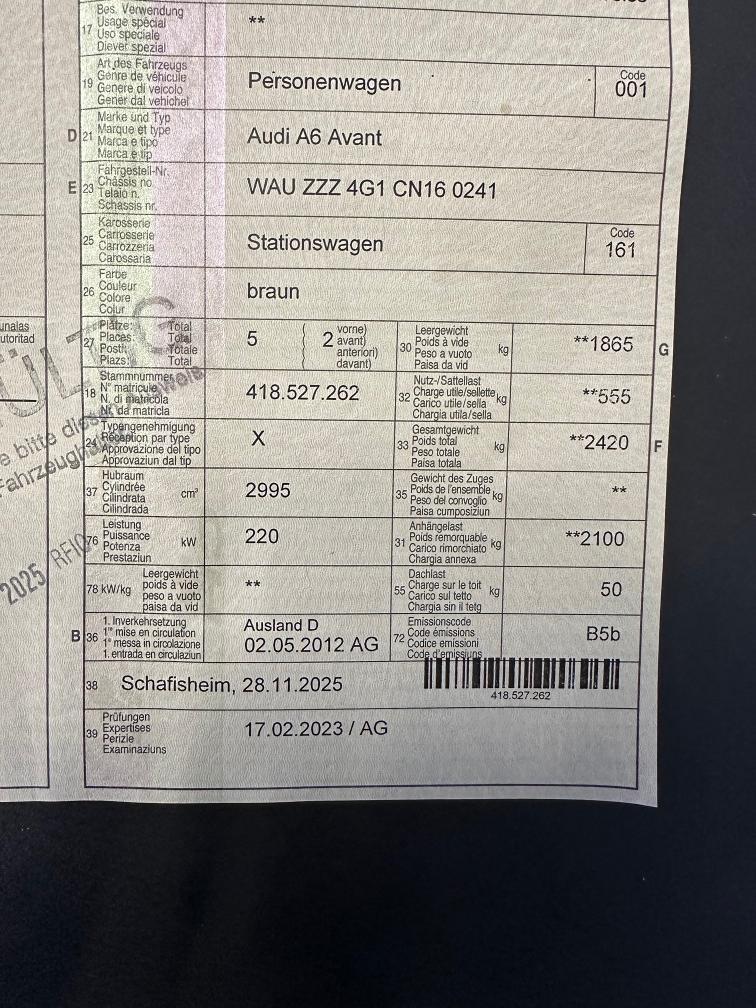 17 Bes. Verwendung
Usage spécial
Uso speciale
Diever spezial
**
19 Art des Fahrzeugs
Genre de véhicule
Genere di veicolo
Gener dal vehichel
Personenwagen
Code
001
D 21 Marke und Typ
Marque et type
Marca e tipo
Marca e tip
Audi A6 Avant
E 23 Fahrgestell-Nr.
Châssis no.
Telaio n.
Schassis nr.
WAU ZZZ 4G1 CN16 0241
25 Karosserie
Carrosserie
Carrozzeria
Carossaria
Stationswagen
Code
161
26 Farbe
Couleur
Colore
Colur
braun
27 Plätze: Total
Places: Total
Posti: Totale
Plazs: Total
5
2 vorne)
avant)
anteriori)
davant)
30 Leergewicht
Poids à vide
Peso a vuoto
Paisa da vid
kg
**1865
G
18 Stammnummer
N° matricule
N. di matricola
Nr. da matricla
418.527.262
32 Nutz-/Sattellast
Charge utile/sellette
Carico utile/sella
Chargia utila/sella
kg
**555
24 Typengenehmigung
Réception par type
Approvazione del tipo
Approvaziun dal tip
X
33 Gesamtgewicht
Poids total
Peso totale
Paisa totala
kg
**2420
F
37 Hubraum
Cylindrée
Cilindrata
Cilindrada
cm³
2995
35 Gewicht des Zuges
Poids de l'ensemble
Peso del convoglio
Paisa cumposiziun
kg
**
76 Leistung
Puissance
Potenza
Prestaziun
kW
220
31 Anhängelast
Poids remorquable
Carico rimorchiato
Chargia annexa
kg
**2100
78 kW/kg
Leergewicht
poids à vide
peso a vuoto
paisa da vid
**
55 Dachlast
Charge sur le toit
Carico sul tetto
Chargia sin il tetg
kg
50
B 36 1. Inverkehrsetzung
1re mise en circulation
1a messa in circolazione
1. entrada en circulaziun
Ausland D
02.05.2012 AG
72 Emissionscode
Code émissions
Codice emissioni
Code d'emissiuns
B5b
38 Schafisheim, 28.11.2025
418.527.262
39 Prüfungen
Expertises
Perizie
Examinaziuns
17.02.2023 / AG
unalas
utoritad
e bitte diesen
Fahrzeug
2025